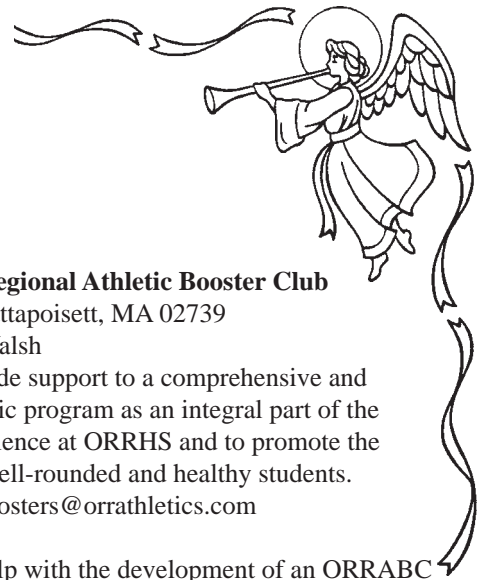 egional Athletic Booster Club
ttapoisett, MA 02739
alsh
de support to a comprehensive and
ic program as an integral part of the
ience at ORRHS and to promote the
ell-rounded and healthy students.
osters@orrathletics.com
lp with the development of an ORRABC